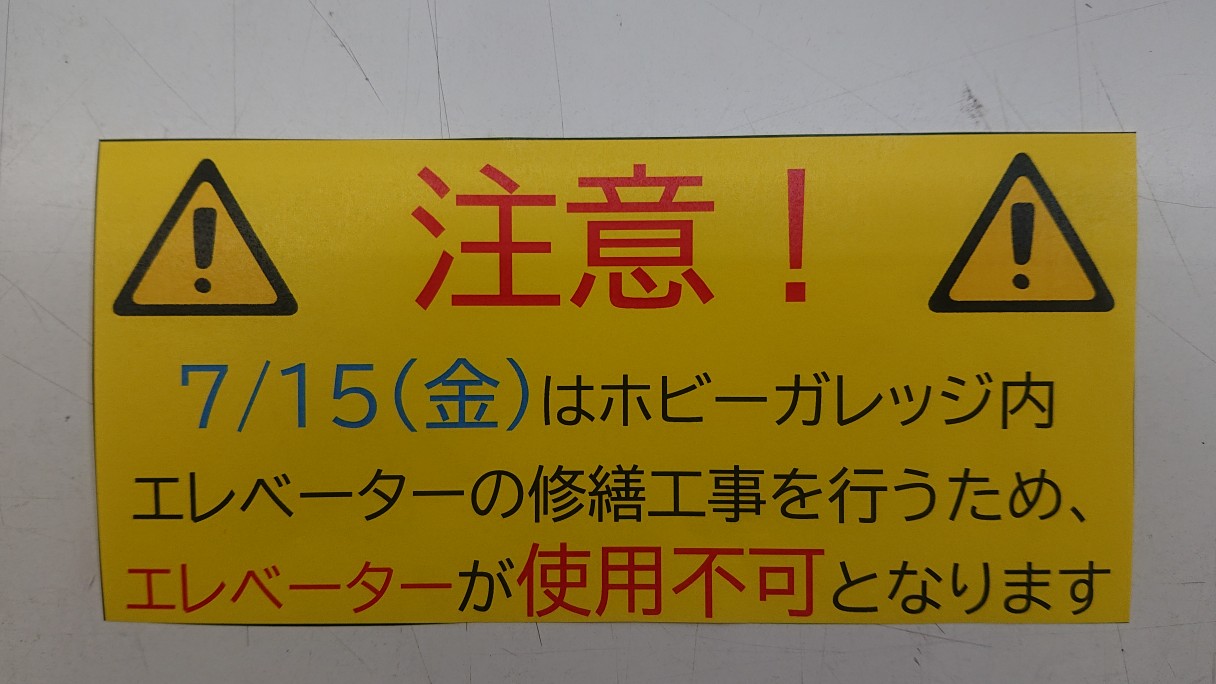 注意！
7/15(金)はホビーガレッジ内
エレベーターの修繕工事を行うため、
エレベーターが使用不可となります